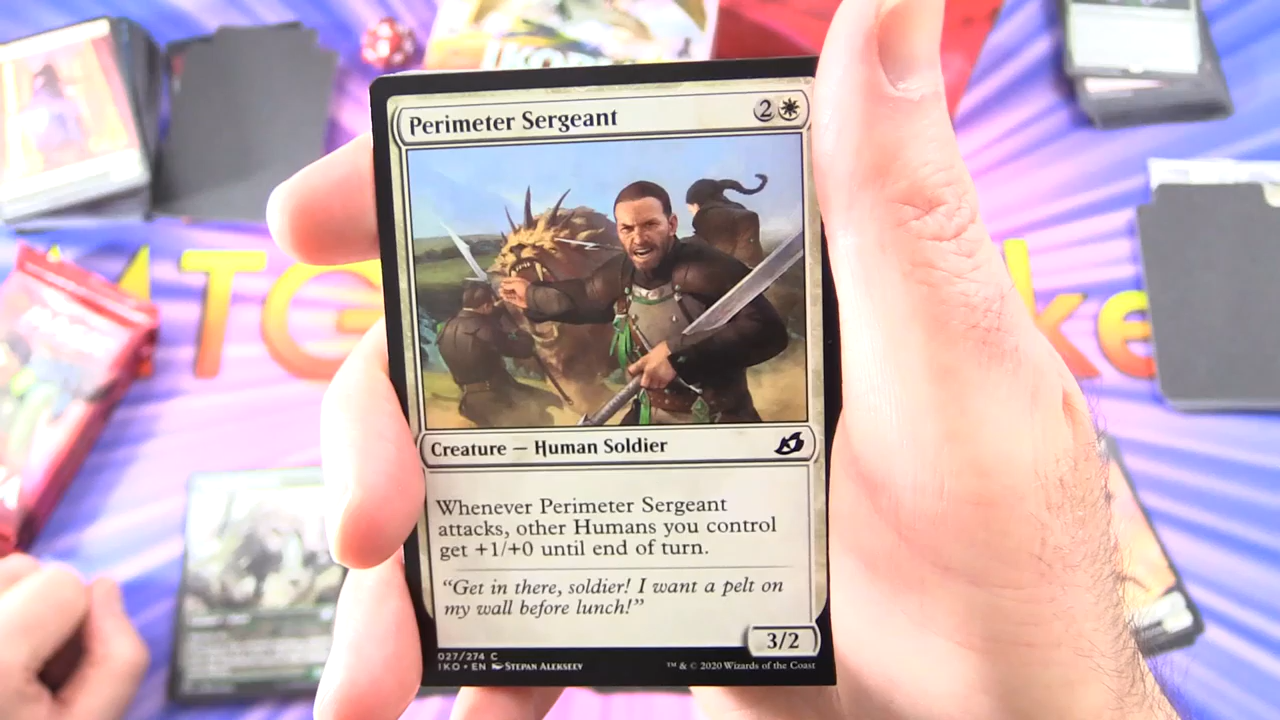 Perimeter Sergeant 2
MTG ke
Creature — Human Soldier
Whenever Perimeter Sergeant
attacks, other Humans you control
get +1/+0 until end of turn.
“Get in there, soldier! I want a pelt on
my wall before lunch!”
3/2
027/274 C
IKO • EN Stepan Alekseev
™ & © 2020 Wizards of the Coast